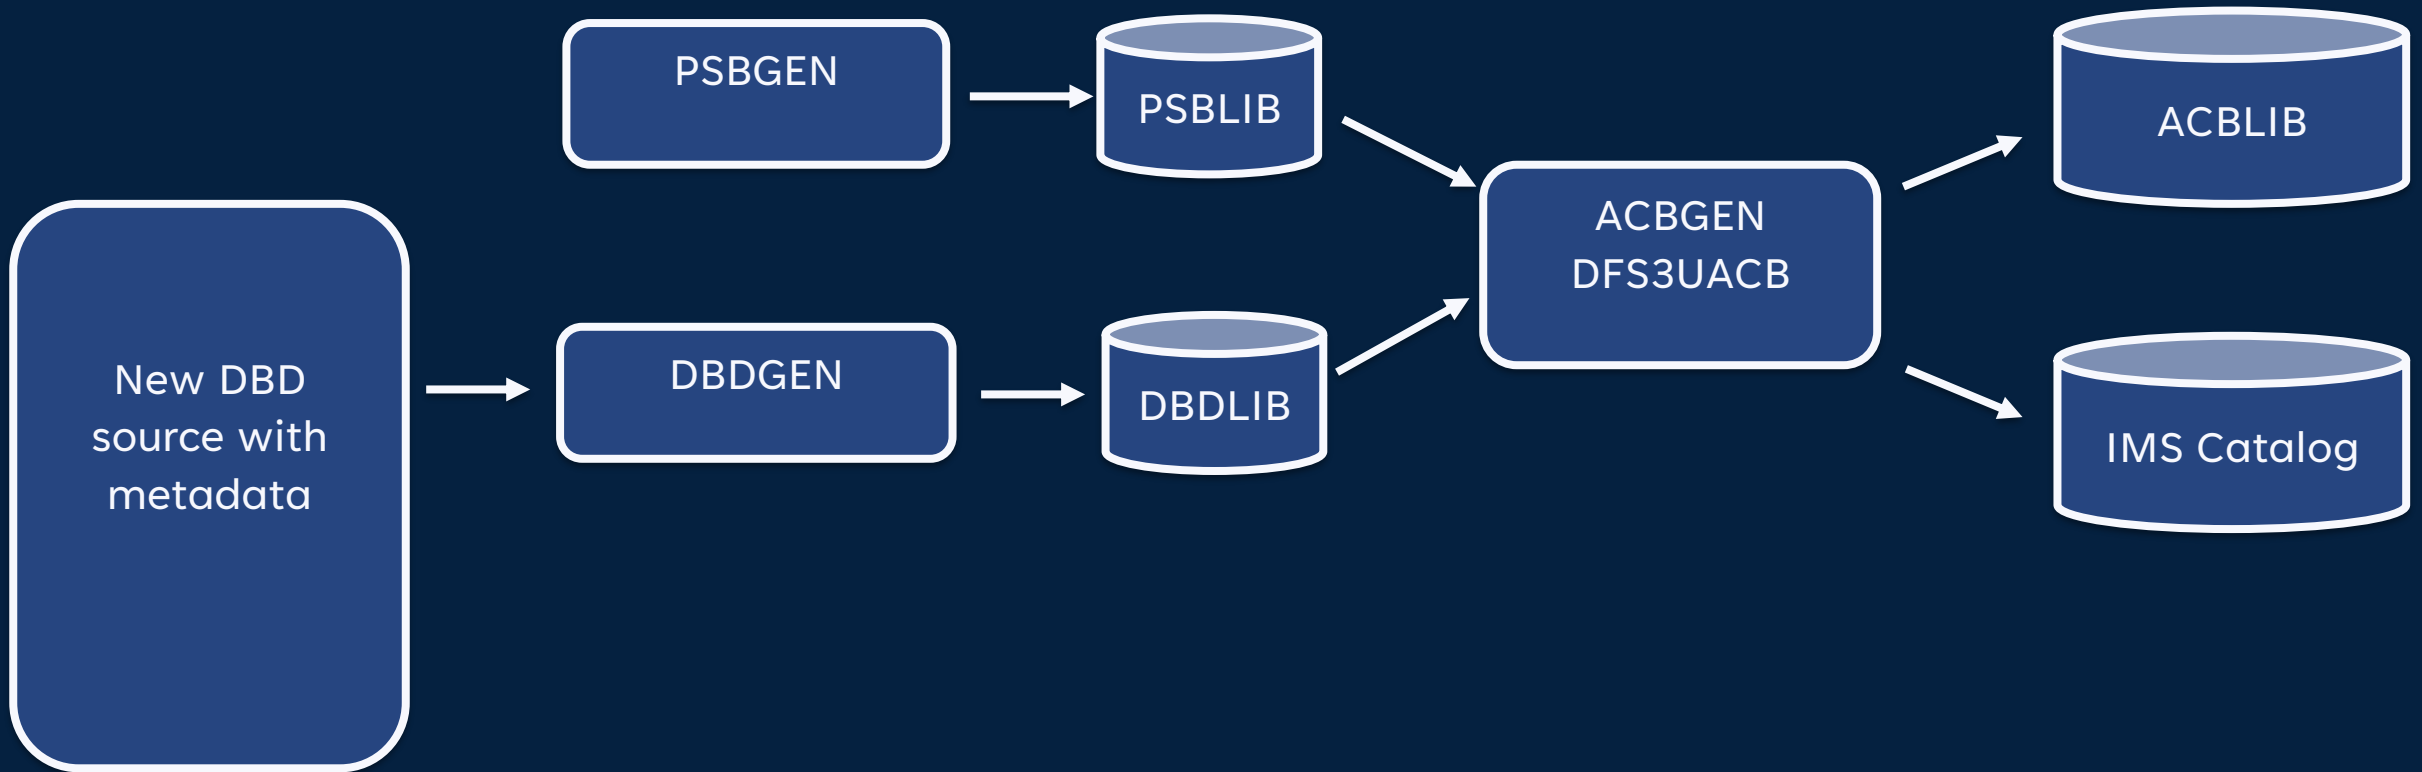 PSBGEN
PSBLIB
ACBLIB
ACBGEN
DFS3UACB
New DBD
source with
metadata
DBDGEN
DBDLIB
IMS Catalog